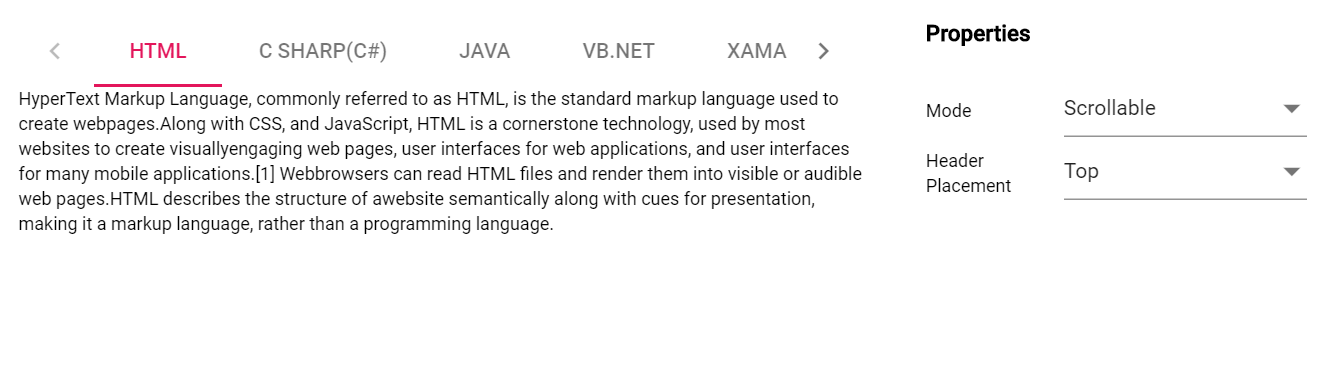 HTML
C SHARP(C#)
JAVA
VB.NET
XAMA
HyperText Markup Language, commonly referred to as HTML, is the standard markup language used to
create webpages.Along with CSS, and JavaScript, HTML is a cornerstone technology, used by most
websites to create visuallyengaging web pages, user interfaces for web applications, and user interfaces
for many mobile applications.[1] Webbrowsers can read HTML files and render them into visible or audible
web pages.HTML describes the structure of awebsite semantically along with cues for presentation,
making it a markup language, rather than a programming language.
Properties
Mode
Scrollable
Header
Placement
Top